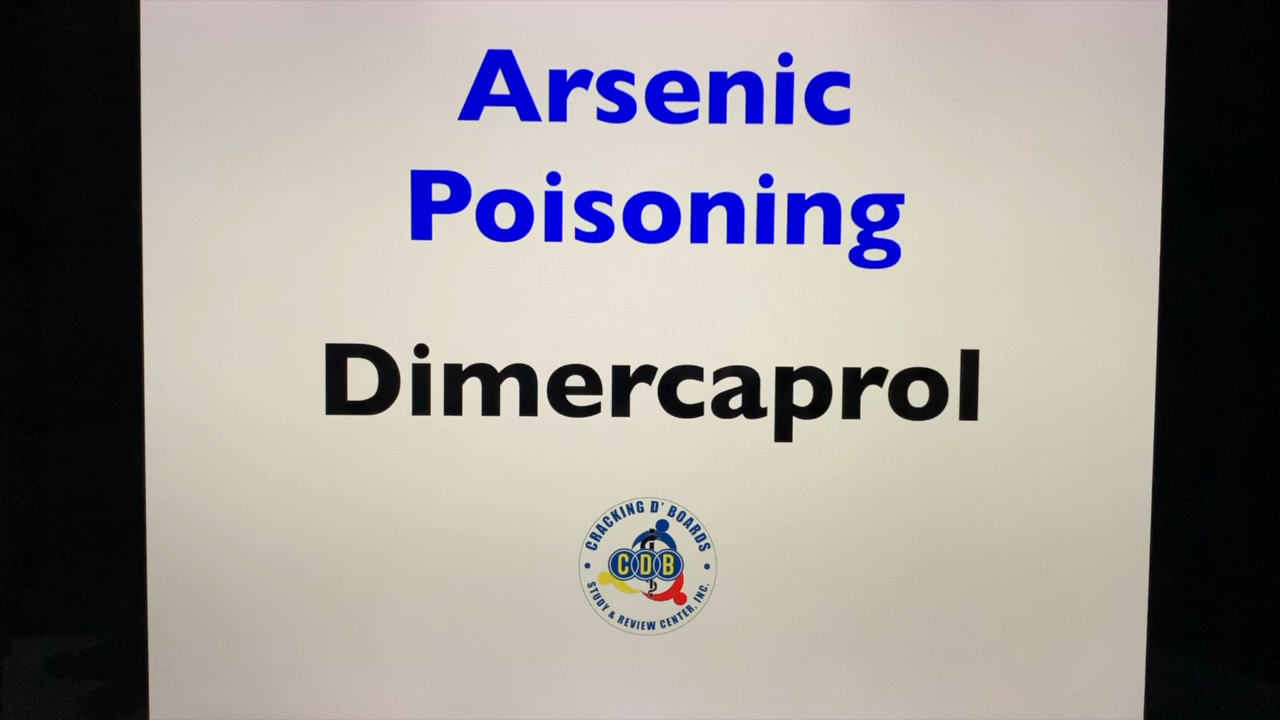 Arsenic
Poisoning
Dimercaprol
CRACKING D' BOARDS
CDB
STUDY & REVIEW CENTER, INC.